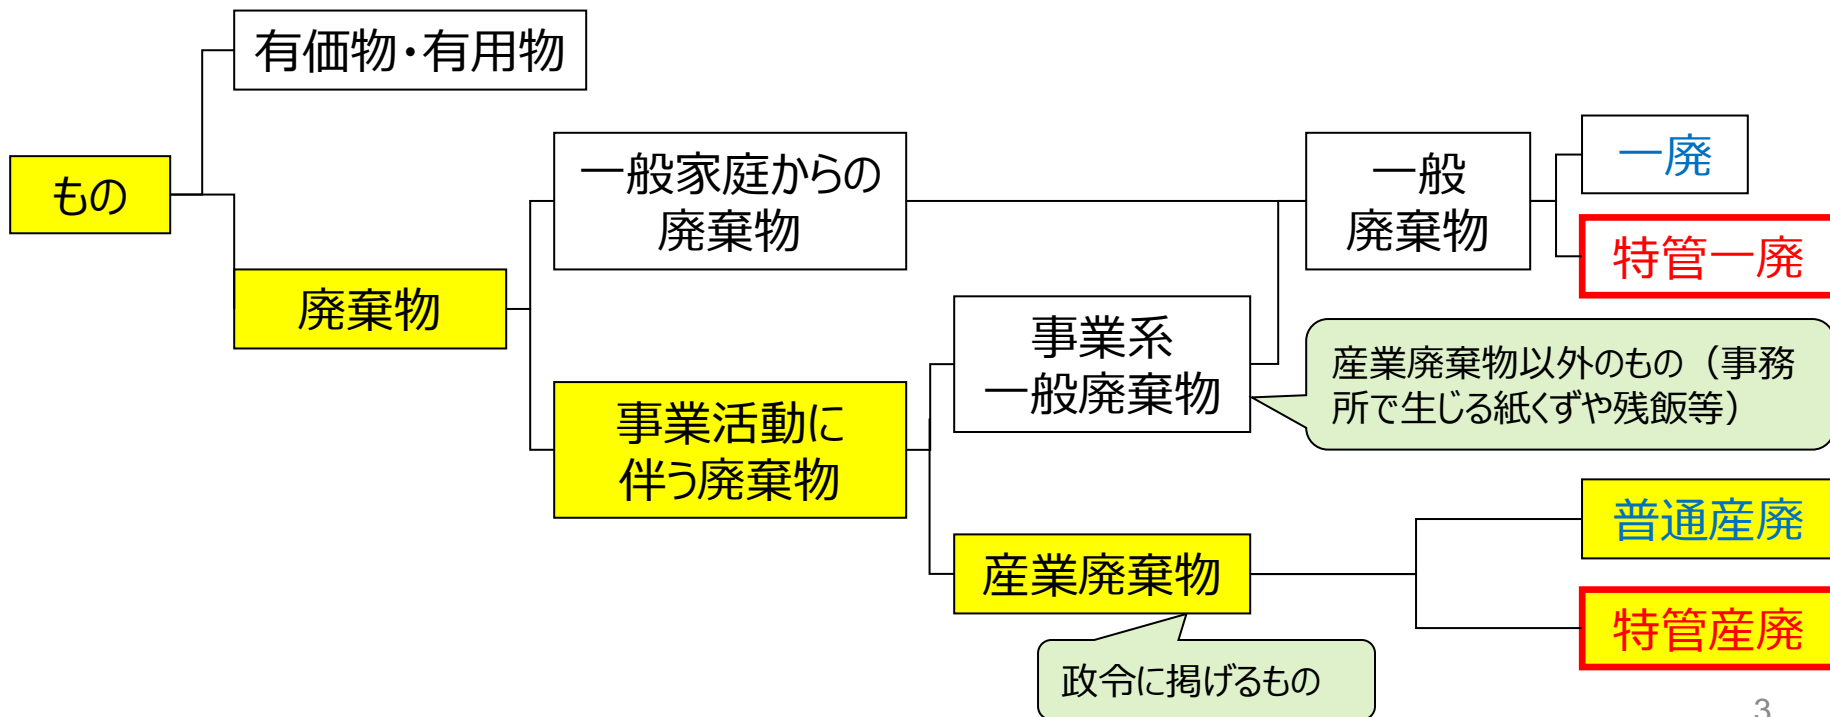 有価物・有用物
もの
一般家庭からの
廃棄物
一般
廃棄物
一廃
特管一廃
廃棄物
事業系
一般廃棄物
産業廃棄物以外のもの（事務
所で生じる紙くずや残飯等）
事業活動に
伴う廃棄物
普通産廃
産業廃棄物
特管産廃
政令に掲げるもの
3